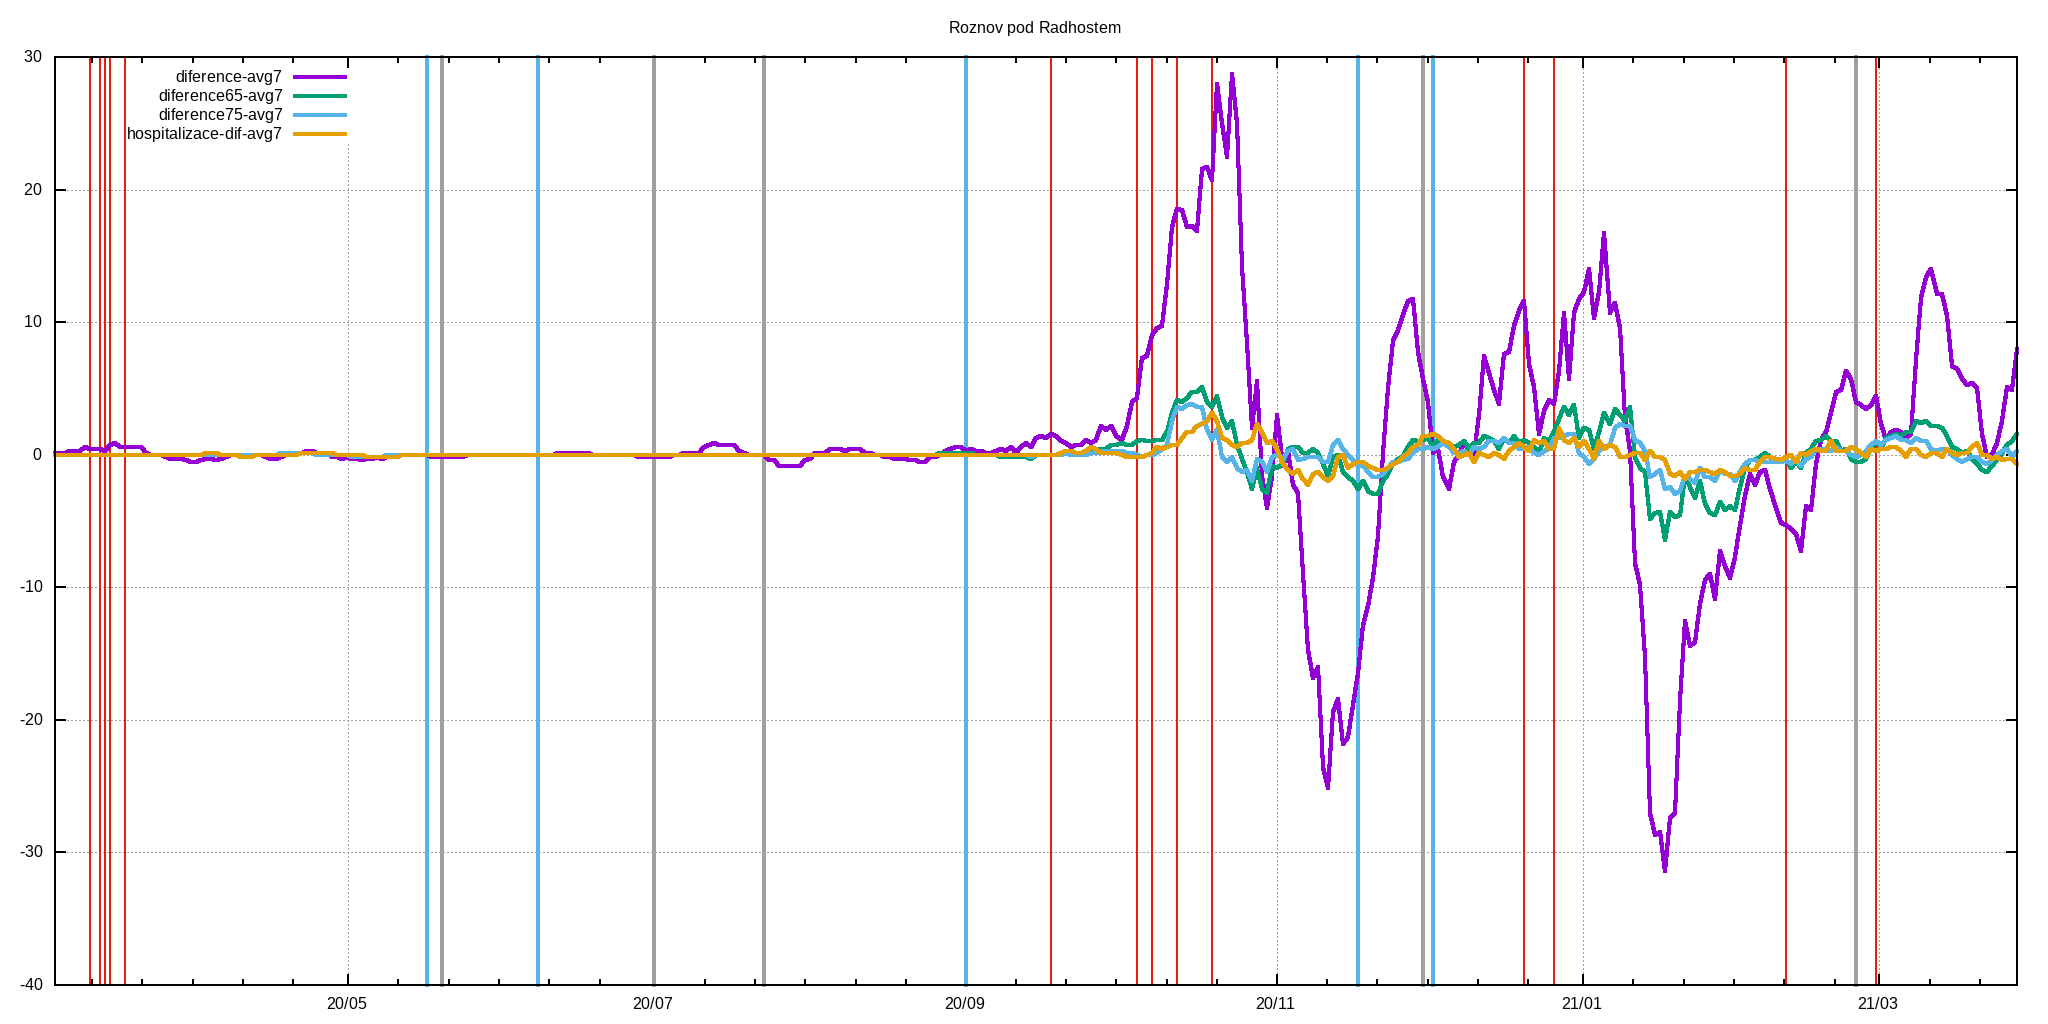 Roznov pod Radhostem
30
20
10
0
-10
-20
-30
-40
diference-avg7
diference65-avg7
diference75-avg7
hospitalizace-dif-avg7
20/05
20/07
20/09
20/11
21/01
21/03